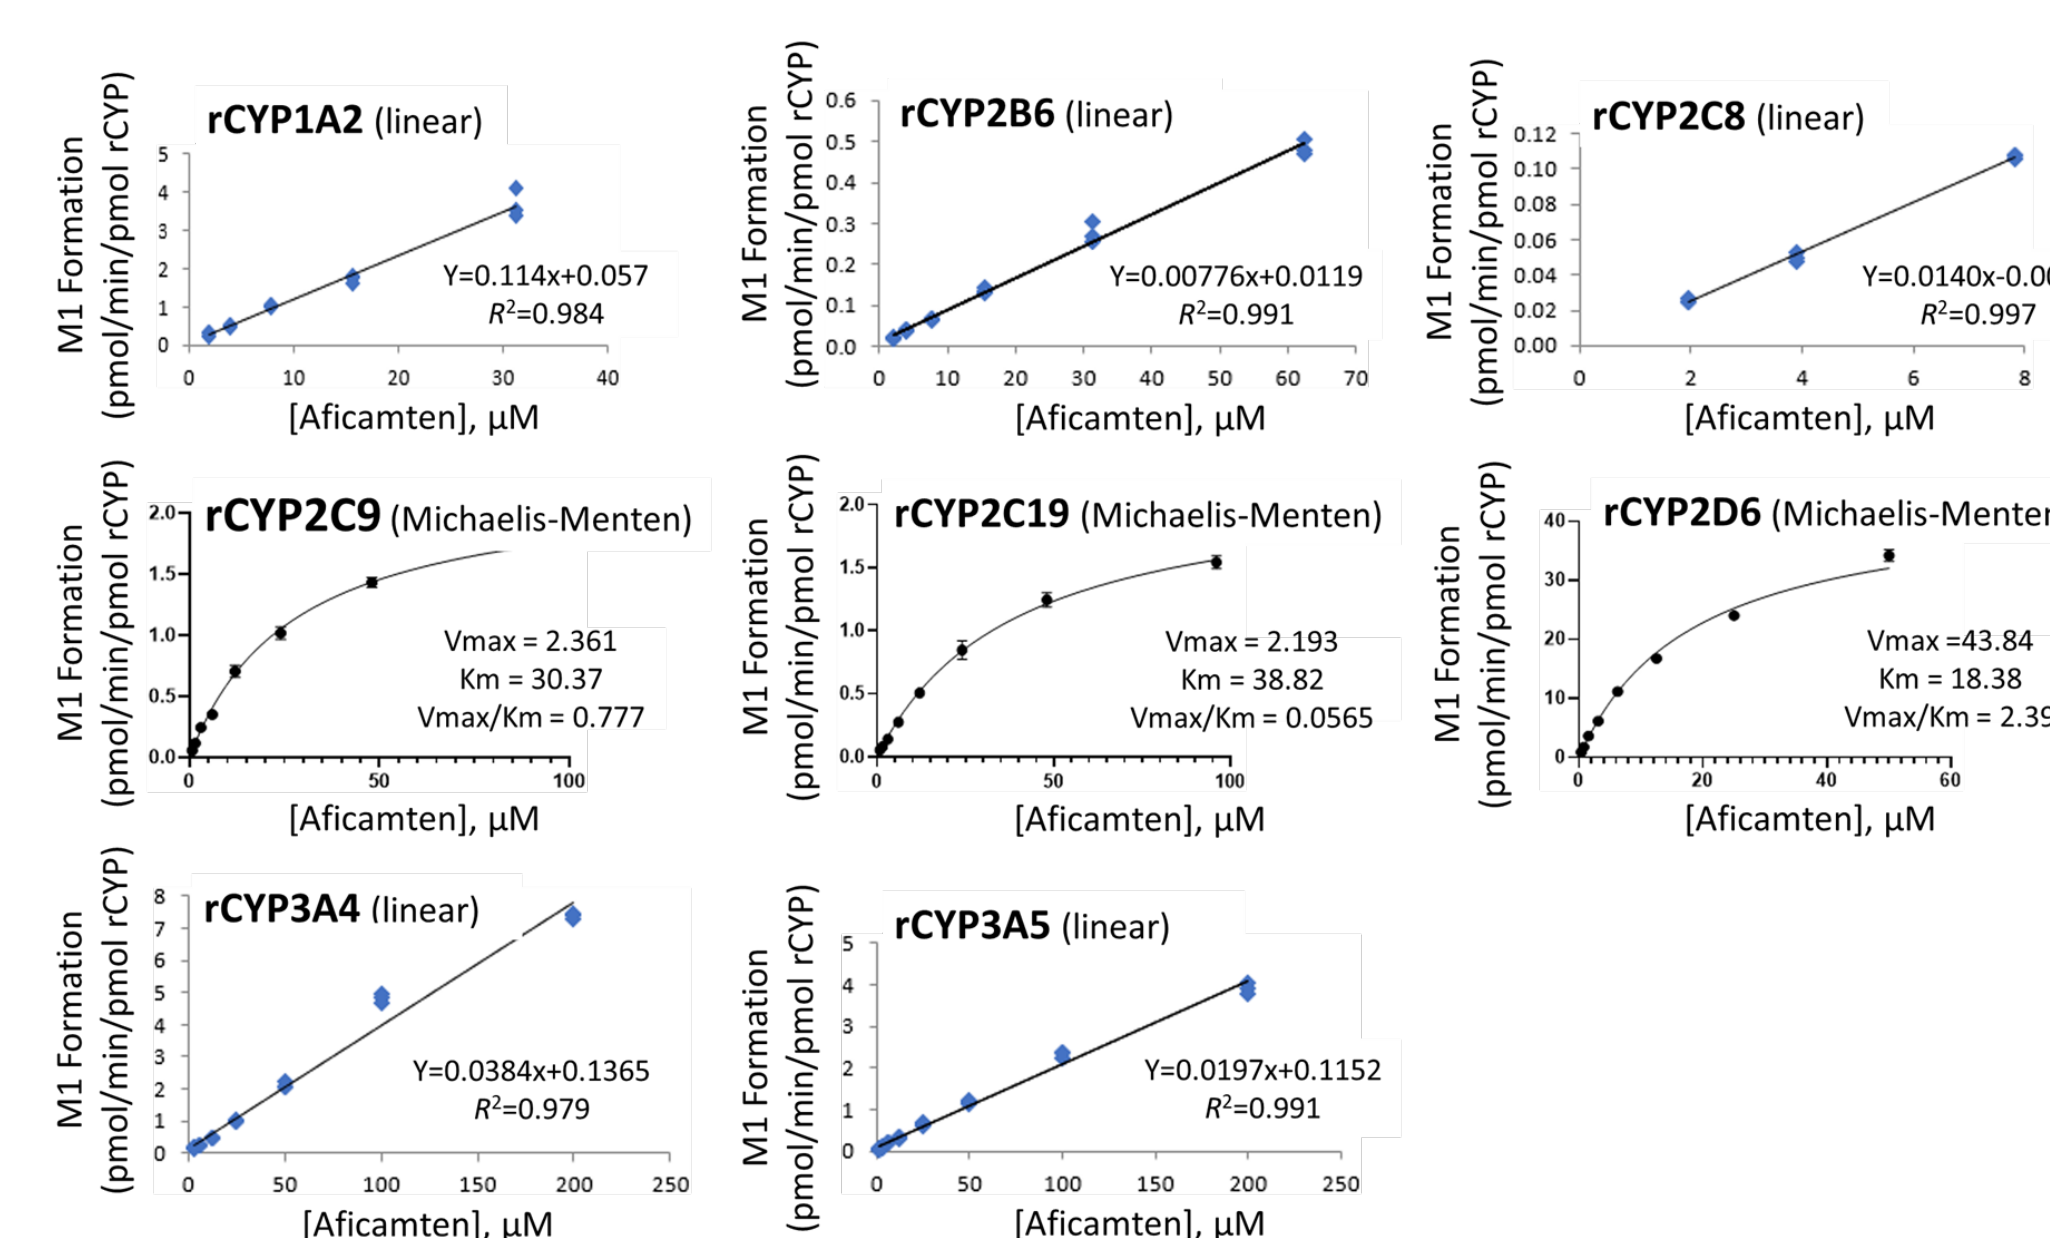 rCYP1A2 (linear)
M1 Formation
(pmol/min/pmol rCYP)
5
4
3
2
1
0
Y=0.114x+0.057
R²=0.984
0 10 20 30 40
[Aficamten], µM
rCYP2B6 (linear)
M1 Formation
(pmol/min/pmol rCYP)
0.6
0.5
0.4
0.3
0.2
0.1
0.0
Y=0.00776x+0.0119
R²=0.991
0 10 20 30 40 50 60 70
[Aficamten], µM
rCYP2C8 (linear)
M1 Formation
(pmol/min/pmol rCYP)
0.12
0.10
0.08
0.06
0.04
0.02
0.00
Y=0.0140x-0.00
R²=0.997
0 2 4 6 8
[Aficamten], µM
rCYP2C9 (Michaelis-Menten)
M1 Formation
(pmol/min/pmol rCYP)
2.0
1.5
1.0
0.5
0.0
Vmax = 2.361
Km = 30.37
Vmax/Km = 0.777
0 50 100
[Aficamten], µM
rCYP2C19 (Michaelis-Menten)
M1 Formation
(pmol/min/pmol rCYP)
2.0
1.5
1.0
0.5
0.0
Vmax = 2.193
Km = 38.82
Vmax/Km = 0.0565
0 50 100
[Aficamten], µM
rCYP2D6 (Michaelis-Menten
M1 Formation
(pmol/min/pmol rCYP)
40
30
20
10
0
Vmax =43.84
Km = 18.38
Vmax/Km = 2.39
0 20 40 60
[Aficamten], µM
rCYP3A4 (linear)
M1 Formation
(pmol/min/pmol rCYP)
8
7
6
5
4
3
2
1
0
Y=0.0384x+0.1365
R²=0.979
0 50 100 150 200 250
[Aficamten], µM
rCYP3A5 (linear)
M1 Formation
(pmol/min/pmol rCYP)
5
4
3
2
1
0
Y=0.0197x+0.1152
R²=0.991
0 50 100 150 200 250
[Aficamten], µM